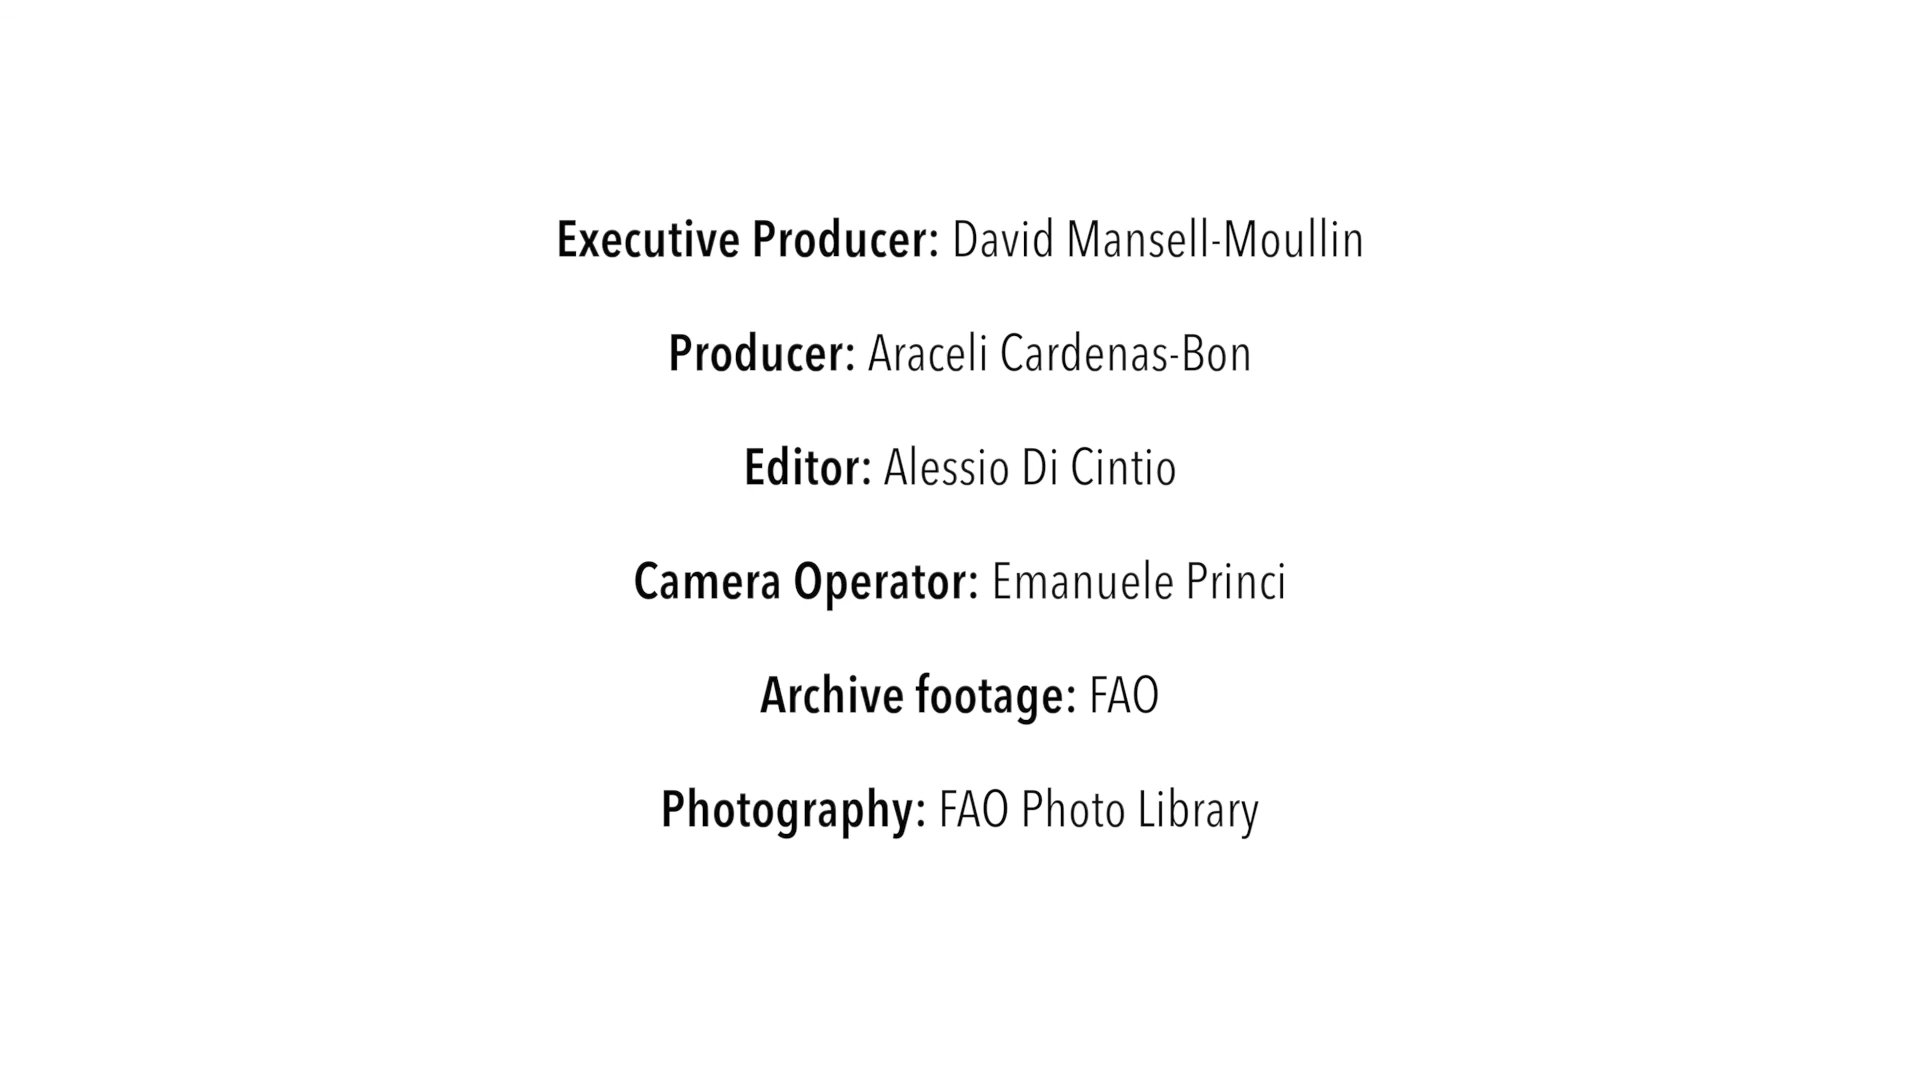 Executive Producer: David Mansell-Moullin
Producer: Araceli Cardenas-Bon
Editor: Alessio Di Cintio
Camera Operator: Emanuele Princi
Archive footage: FAO
Photography: FAO Photo Library